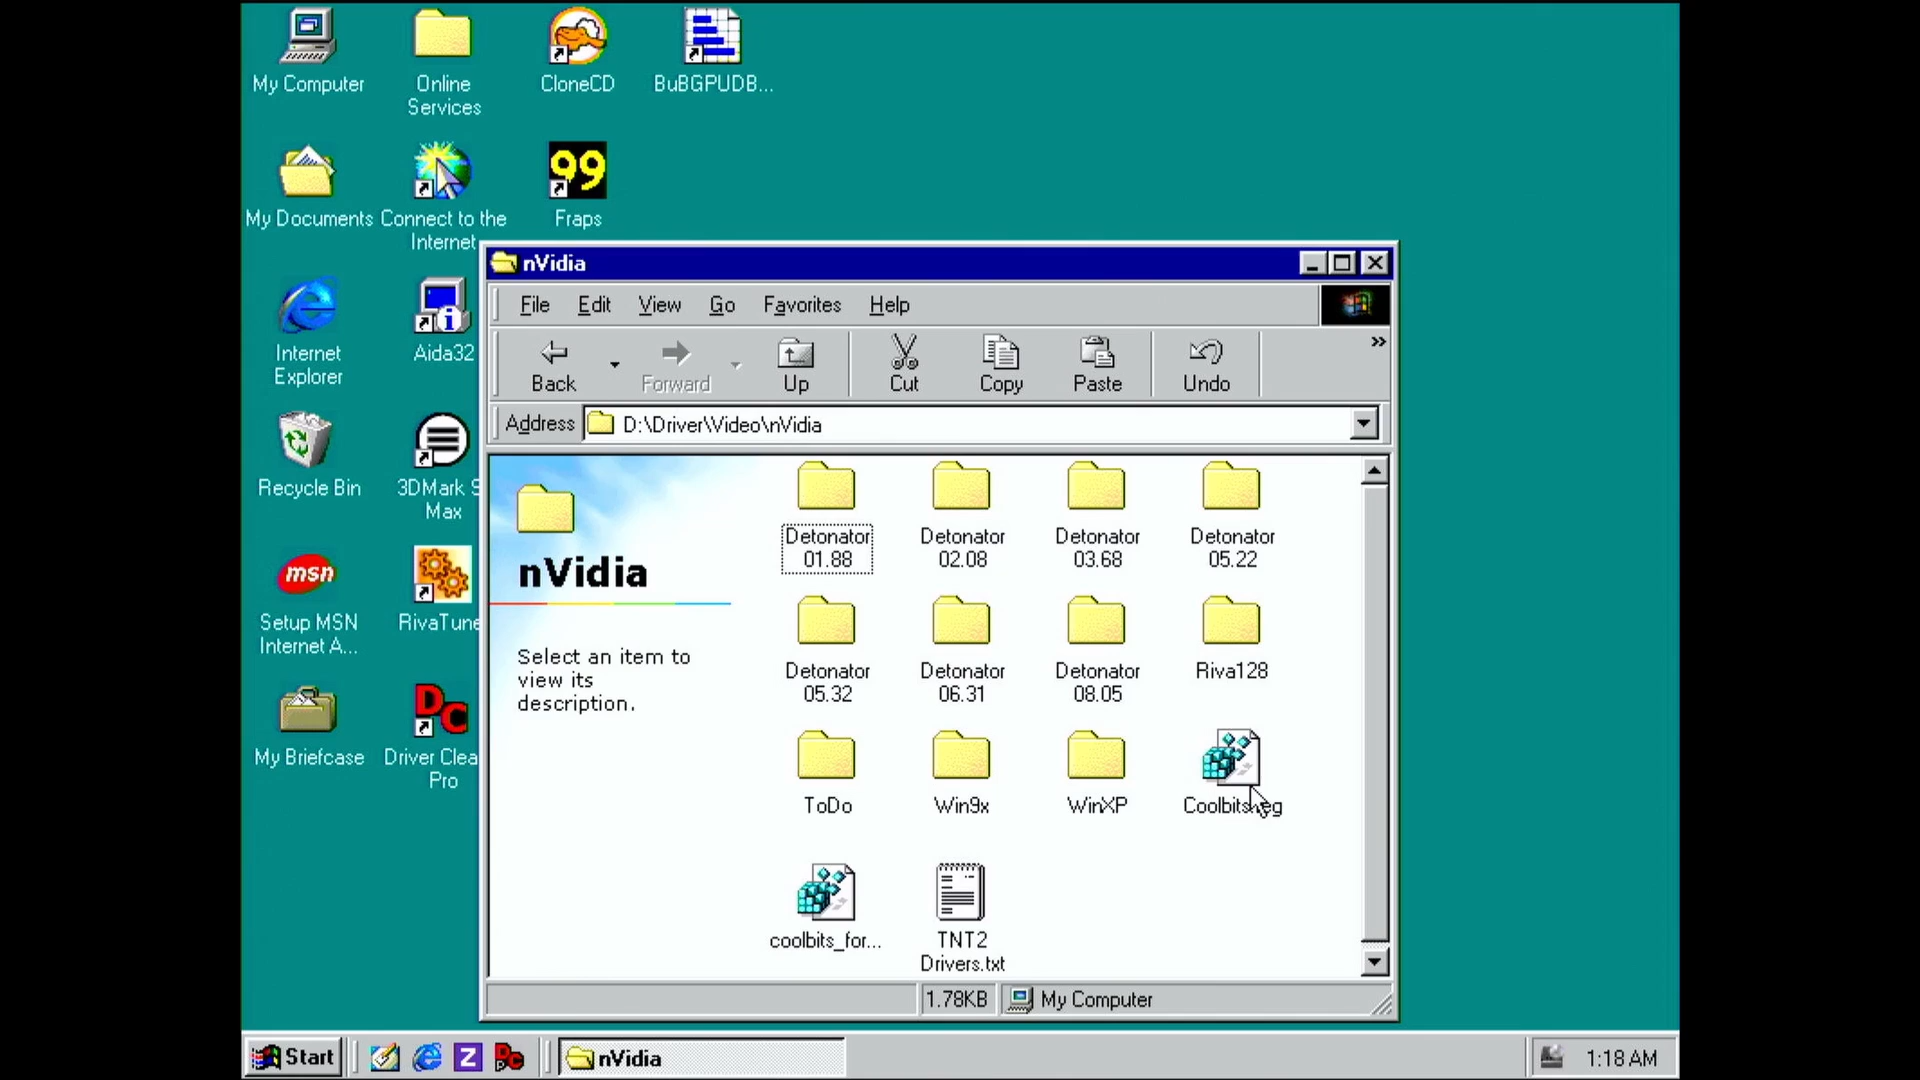 My Computer
Online
Services
CloneCD
BuBGPUDB...
My Documents
Connect to the
Internet
99
Fraps
Internet
Explorer
Aida32
Recycle Bin
3DMark
Max
msn
Setup MSN
Internet A...
RivaTune
My Briefcase
DC
Driver Clea
Pro
nVidia
File Edit View Go Favorites Help
»
Back Forward Up Cut Copy Paste Undo
Address D:\Driver\Video\nVidia
nVidia
Select an item to
view its
description.
Detonator
01.88
Detonator
02.08
Detonator
03.68
Detonator
05.22
Detonator
05.32
Detonator
06.31
Detonator
08.05
Riva128
ToDo
Win9x
WinXP
coolbits_for...
TNT2
Drivers.txt
1.78KB My Computer
Start nVidia 1:18 AM